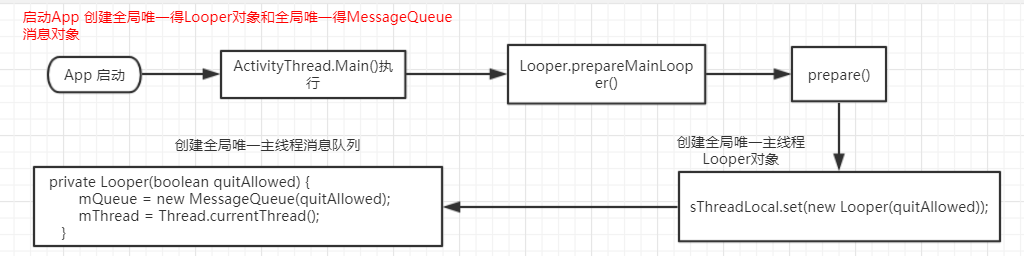 启动App 创建全局唯一得Looper对象和全局唯一得MessageQueue
消息对象
App 启动
ActivityThread.Main()执
行
Looper.prepareMainLoop
er()
prepare()
创建全局唯一主线程消息队列
创建全局唯一主线程
Looper对象
private Looper(boolean quitAllowed) {
mQueue = new MessageQueue(quitAllowed);
mThread = Thread.currentThread();
}
sThreadLocal.set(new Looper(quitAllowed));